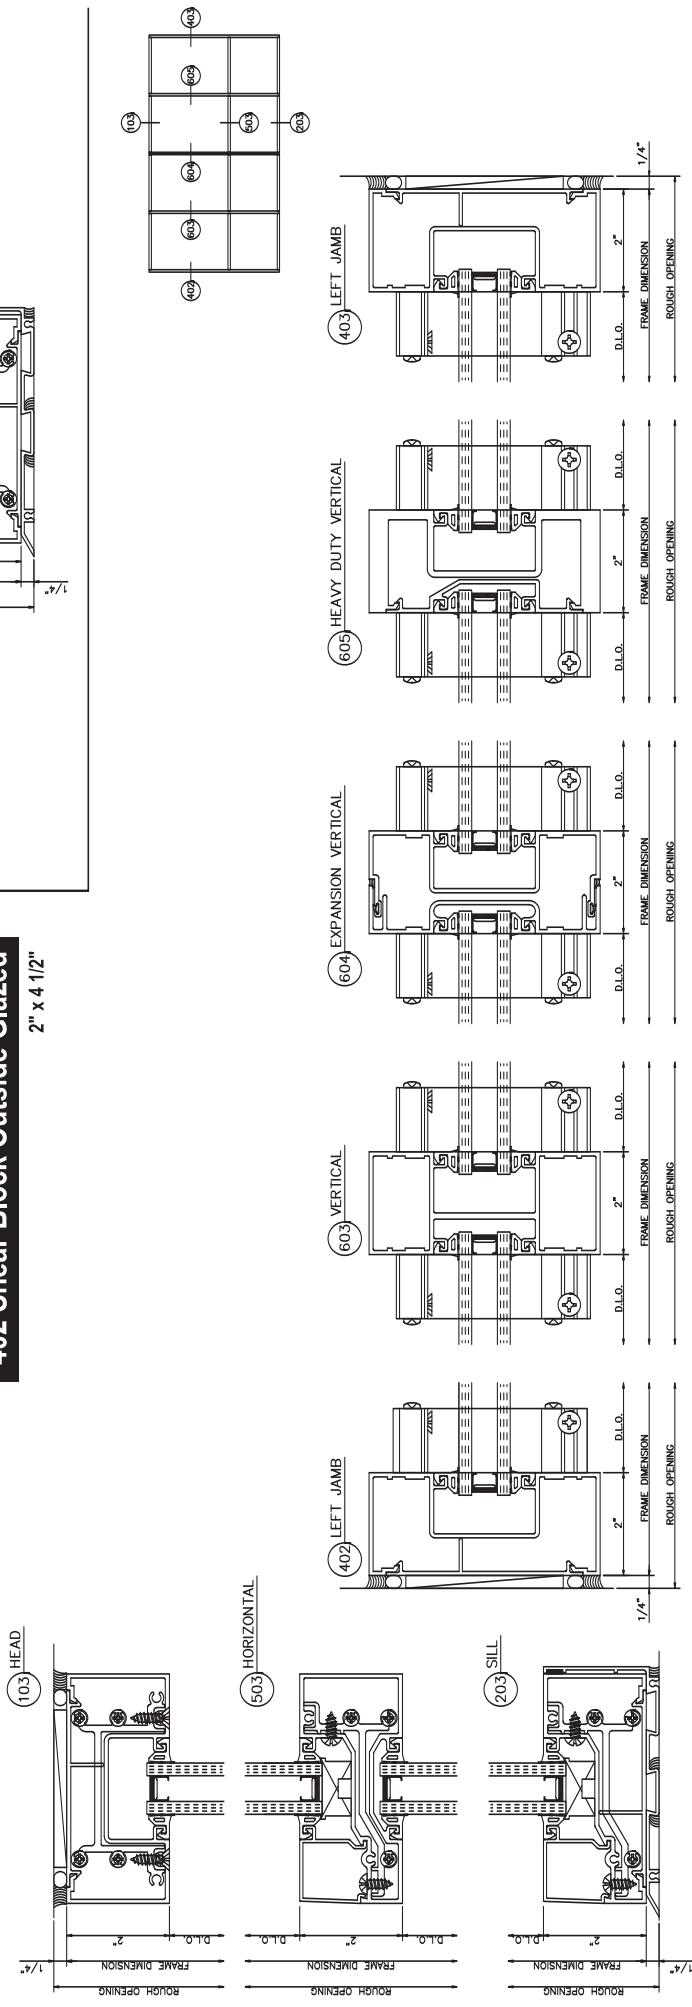 402 Shear Block Outside Glazed
2" x 4 1/2"
1/4"
402
603
604
605
403
103
503
203
103 HEAD
1/4"
2"
D.L.O.
FRAME DIMENSION
ROUGH OPENING
503 HORIZONTAL
D.L.O.
2"
D.L.O.
FRAME DIMENSION
ROUGH OPENING
203 SILL
D.L.O.
2"
FRAME DIMENSION
ROUGH OPENING
1/4"
402 LEFT JAMB
1/4"
2"
D.L.O.
FRAME DIMENSION
ROUGH OPENING
603 VERTICAL
D.L.O.
2"
D.L.O.
FRAME DIMENSION
ROUGH OPENING
604 EXPANSION VERTICAL
D.L.O.
2"
D.L.O.
FRAME DIMENSION
ROUGH OPENING
605 HEAVY DUTY VERTICAL
D.L.O.
2"
D.L.O.
FRAME DIMENSION
ROUGH OPENING
403 LEFT JAMB
D.L.O.
2"
1/4"
FRAME DIMENSION
ROUGH OPENING